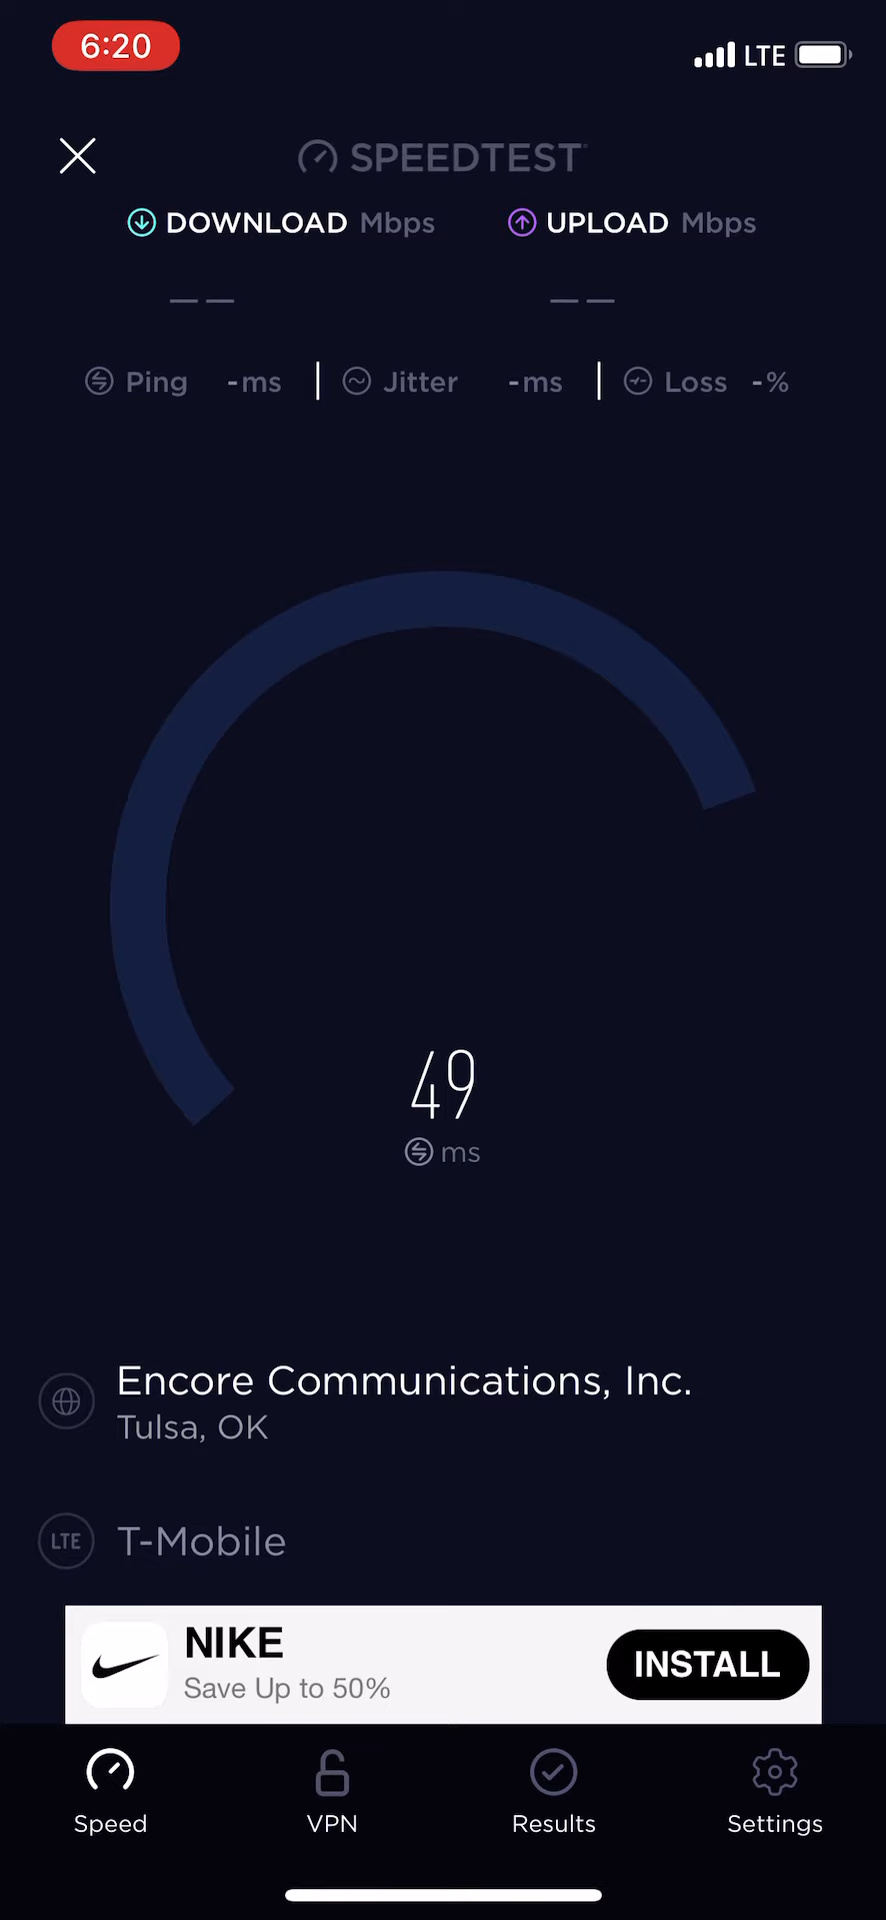 6:20 LTE
SPEEDTEST
DOWNLOAD Mbps UPLOAD Mbps
— — — —
Ping -ms | Jitter -ms | Loss -%
49
ms
Encore Communications, Inc.
Tulsa, OK
LTE T-Mobile
NIKE
Save Up to 50%
INSTALL
Speed VPN Results Settings